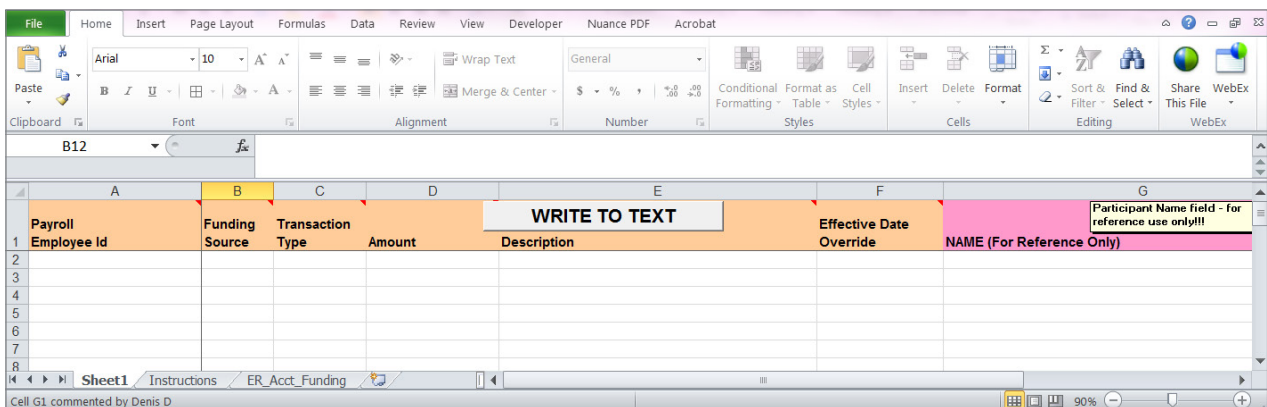 File Home Insert Page Layout Formulas Data Review View Developer Nuance PDF Acrobat
Arial 10 Wrap Text General
Paste B I U A Merge & Center $ % , .0 .00 .00 .0 Conditional Formatting Format as Table Cell Styles Insert Delete Format Σ Sort & Filter Find & Select Share This File WebEx
Clipboard Font Alignment Number Styles Cells Editing WebEx
B12 fx
A B C D E F G
1 Payroll Employee Id Funding Source Transaction Type Amount Description Effective Date Override NAME (For Reference Only)
WRITE TO TEXT
Participant Name field - for
reference use only!!!
2
3
4
5
6
7
8
Sheet1 Instructions ER_Acct_Funding
Cell G1 commented by Denis D 90%